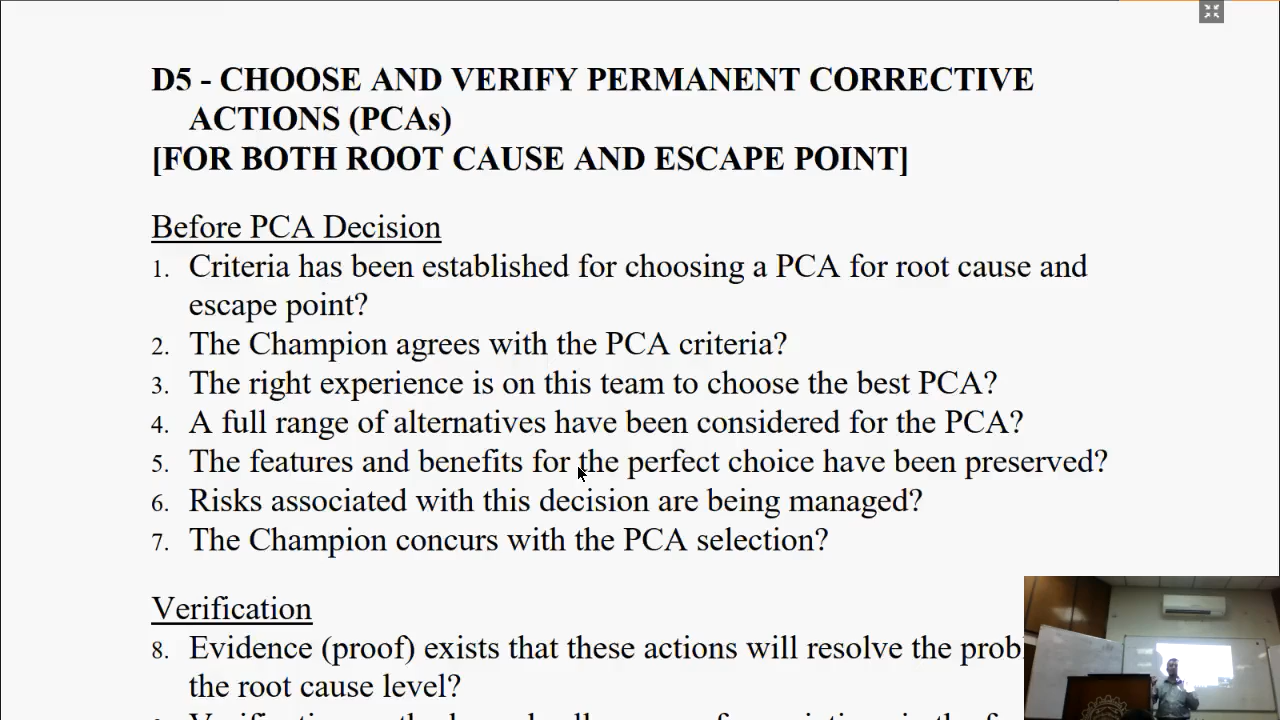 D5 - CHOOSE AND VERIFY PERMANENT CORRECTIVE
ACTIONS (PCAs)
[FOR BOTH ROOT CAUSE AND ESCAPE POINT]
Before PCA Decision
1. Criteria has been established for choosing a PCA for root cause and
escape point?
2. The Champion agrees with the PCA criteria?
3. The right experience is on this team to choose the best PCA?
4. A full range of alternatives have been considered for the PCA?
5. The features and benefits for the perfect choice have been preserved?
6. Risks associated with this decision are being managed?
7. The Champion concurs with the PCA selection?
Verification
8. Evidence (proof) exists that these actions will resolve the prob
the root cause level?